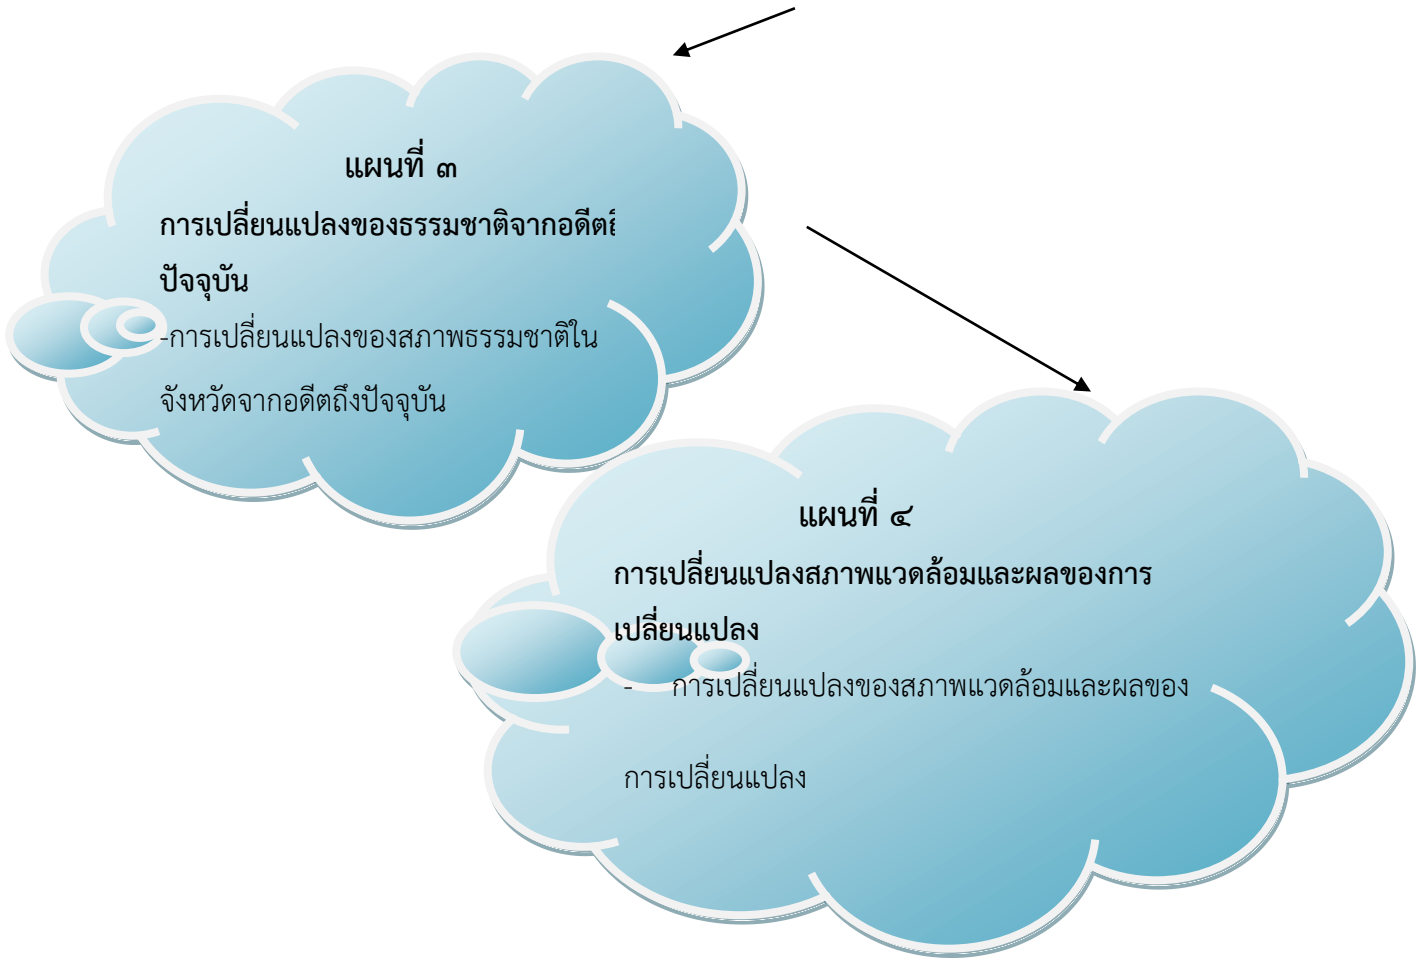 แผนที่ ๓
การเปลี่ยนแปลงของธรรมชาติจากอดีตถึ
ปัจจุบัน
-การเปลี่ยนแปลงของสภาพธรรมชาติใน
จังหวัดจากอดีตถึงปัจจุบัน
แผนที่ ๔
การเปลี่ยนแปลงสภาพแวดล้อมและผลของการ
เปลี่ยนแปลง
- การเปลี่ยนแปลงของสภาพแวดล้อมและผลของ
การเปลี่ยนแปลง